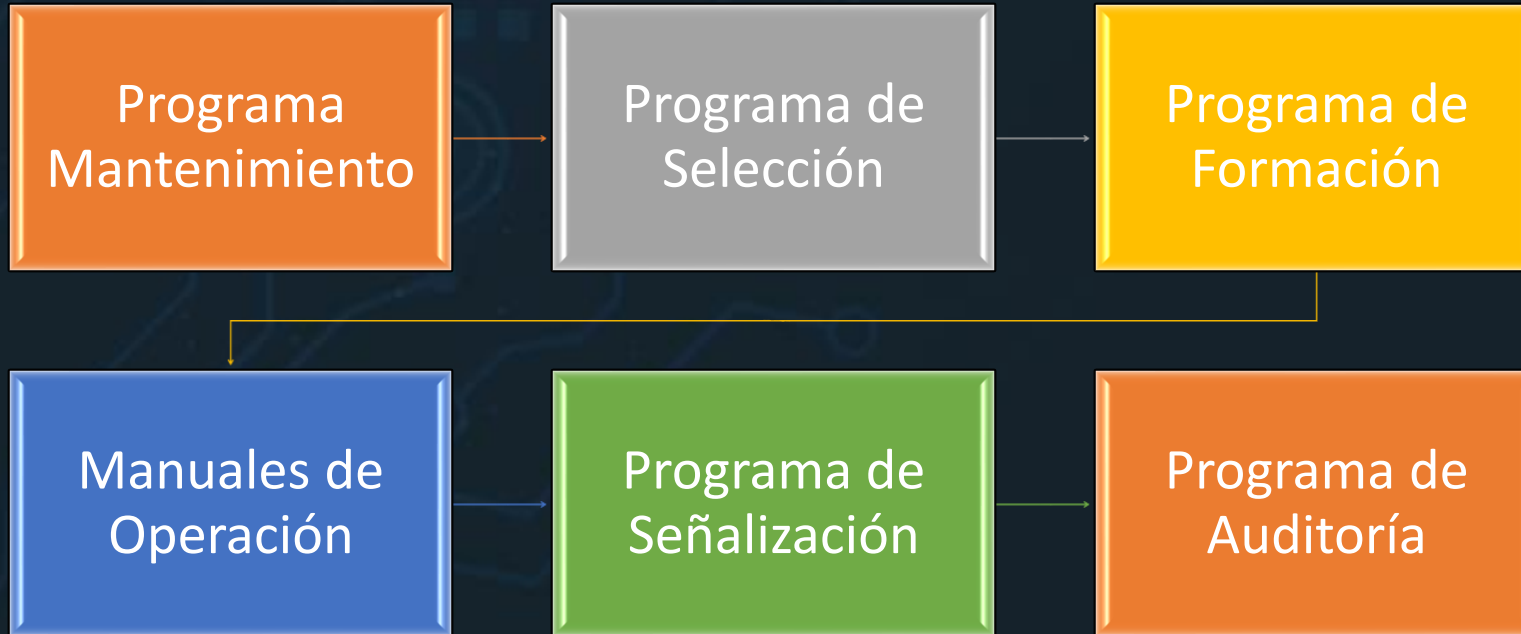 Programa
Mantenimiento
Programa de
Selección
Programa de
Formación
Manuales de
Operación
Programa de
Señalización
Programa de
Auditoría